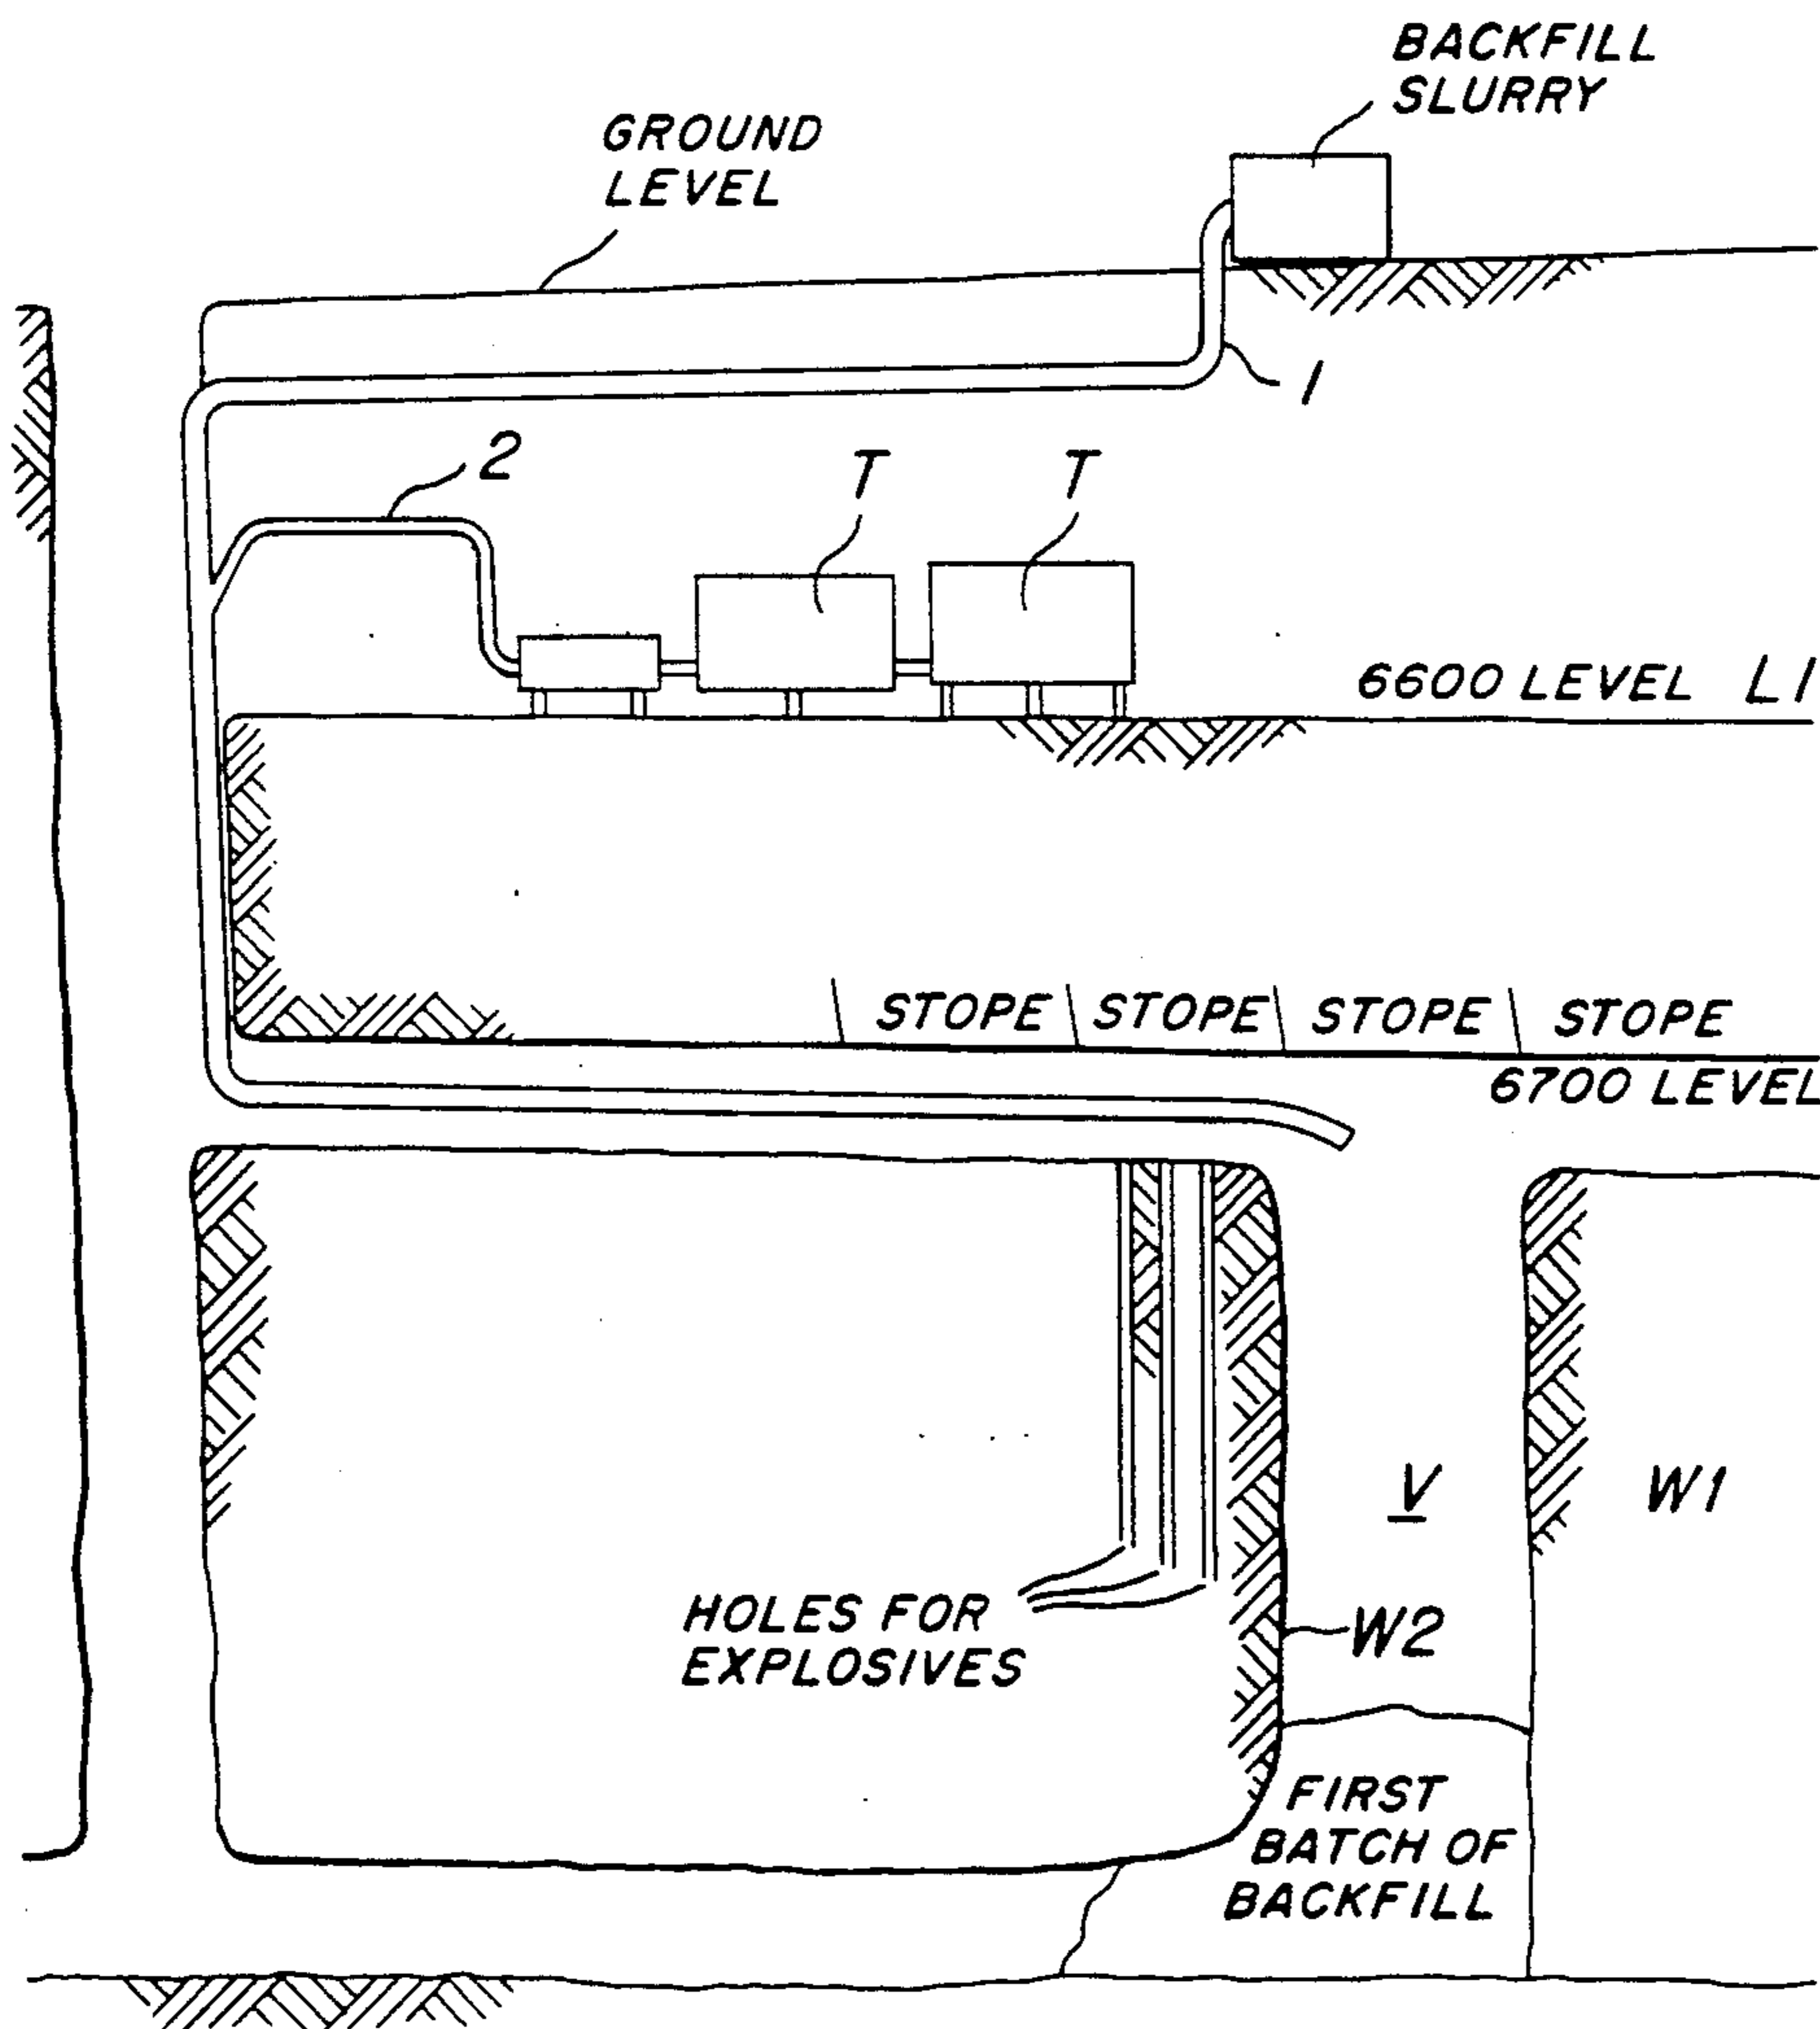 BACKFILL
SLURRY
GROUND
LEVEL
1
2
T
T
6600 LEVEL L1
STOPE STOPE STOPE STOPE
6700 LEVEL
V
W1
HOLES FOR
EXPLOSIVES
W2
FIRST
BATCH OF
BACKFILL